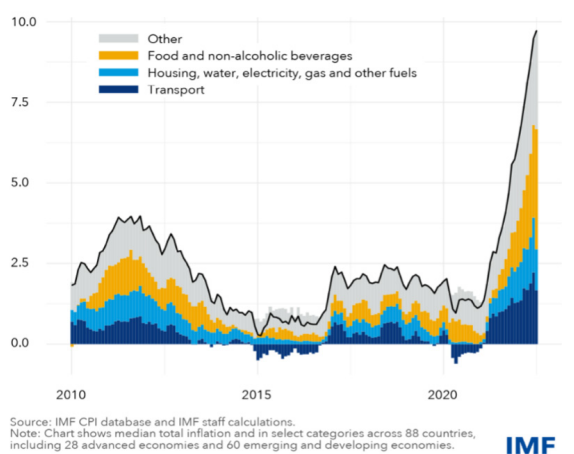 10.0
Other
Food and non-alcoholic beverages
Housing, water, electricity, gas and other fuels
Transport
7.5
5.0
2.5
0.0
2010
2015
2020
Source: IMF CPI database and IMF staff calculations.
Note: Chart shows median total inflation and in select categories across 88 countries,
including 28 advanced economies and 60 emerging and developing economies.
IMF